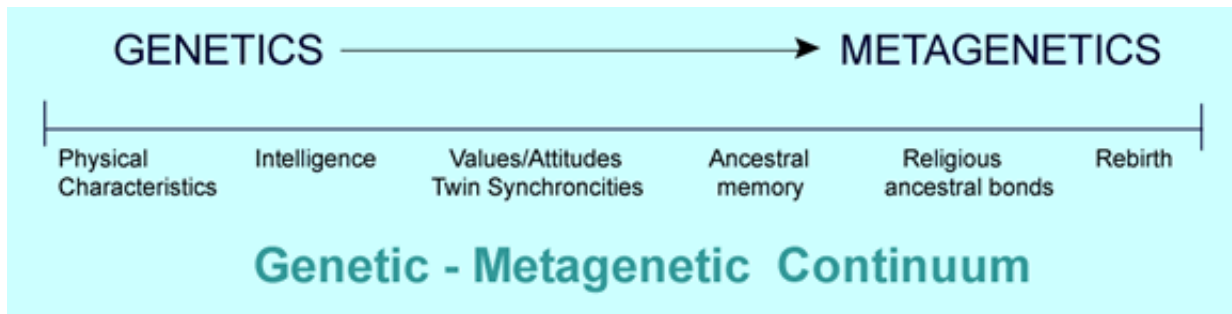 GENETICS METAGENETICS
Physical Intelligence Values/Attitudes Ancestral Religious Rebirth
Characteristics Twin Synchroncities memory ancestral bonds
Genetic - Metagenetic Continuum